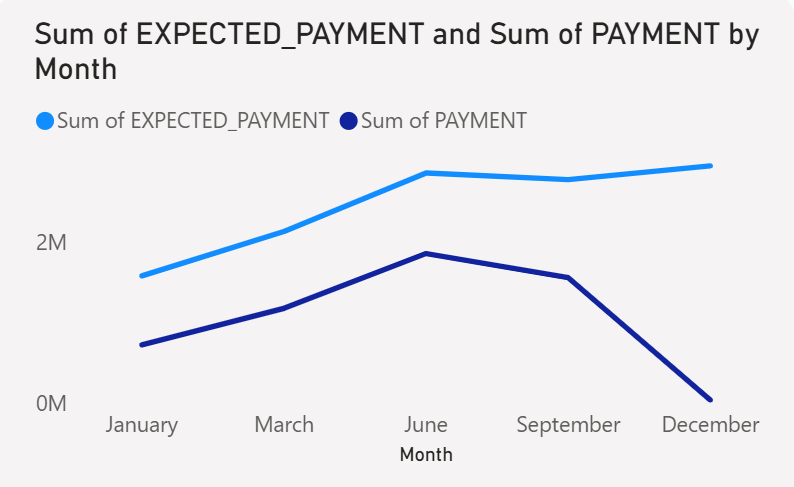 Sum of EXPECTED_PAYMENT and Sum of PAYMENT by
Month
Sum of EXPECTED_PAYMENT Sum of PAYMENT
2M
0M
January March June September December
Month